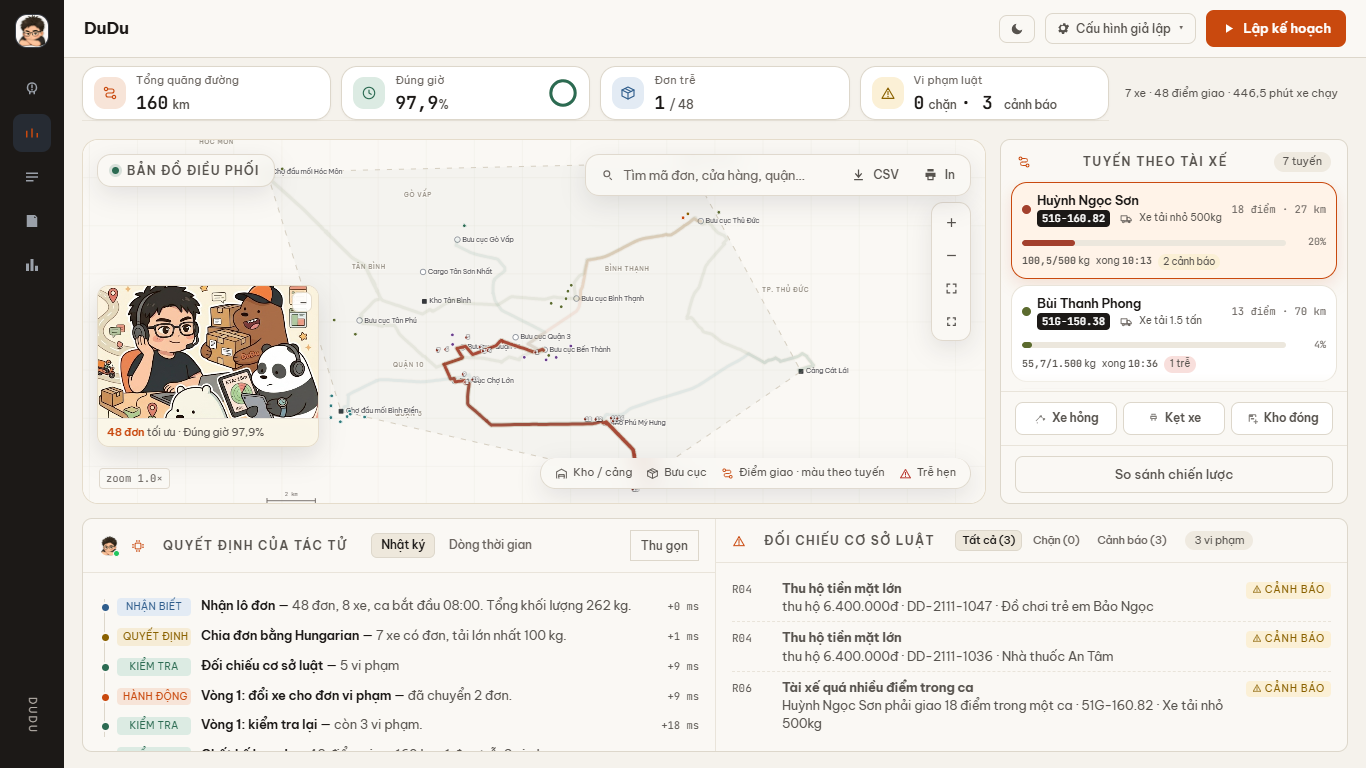 DuDu
Cấu hình giả lập
Lập kế hoạch
Tổng quãng đường
160 km
Đúng giờ
97,9%
Đơn trễ
1 / 48
Vi phạm luật
0 chặn · 3 cảnh báo
7 xe · 48 điểm giao · 446,5 phút xe chạy
HÓC MÔN
BẢN ĐỒ ĐIỀU PHỐI
Chợ đầu mối Hóc Môn
Tìm mã đơn, cửa hàng, quận...
CSV
In
GÒ VẤP
Bưu cục Thủ Đức
Bưu cục Gò Vấp
TÂN BÌNH
Cargo Tân Sơn Nhất
BÌNH THẠNH
TP. THỦ ĐỨC
Kho Tân Bình
Bưu cục Bình Thạnh
Bưu cục Tân Phú
Bưu cục Quận 3
Bưu cục Bến Thành
QUẬN 10
Cảng Cát Lái
Chợ đầu mối Bình Điền
48 đơn tối ưu · Đúng giờ 97,9%
zoom 1.0×
2 km
Kho / cảng
Bưu cục
Điểm giao · màu theo tuyến
Trễ hẹn
TUYẾN THEO TÀI XẾ
7 tuyến
Huỳnh Ngọc Sơn
51G-160.82 Xe tải nhỏ 500kg
18 điểm · 27 km
20%
100,5/500 kg xong 10:13 2 cảnh báo
Bùi Thanh Phong
51G-150.38 Xe tải 1.5 tấn
13 điểm · 70 km
4%
55,7/1.500 kg xong 10:36 1 trễ
Xe hỏng
Kẹt xe
Kho đóng
So sánh chiến lược
QUYẾT ĐỊNH CỦA TÁC TỬ
Nhật ký
Dòng thời gian
Thu gọn
NHẬN BIẾT Nhận lô đơn — 48 đơn, 8 xe, ca bắt đầu 08:00. Tổng khối lượng 262 kg. +0 ms
QUYẾT ĐỊNH Chia đơn bằng Hungarian — 7 xe có đơn, tải lớn nhất 100 kg. +1 ms
KIỂM TRA Đối chiếu cơ sở luật — 5 vi phạm +9 ms
HÀNH ĐỘNG Vòng 1: đổi xe cho đơn vi phạm — đã chuyển 2 đơn. +9 ms
KIỂM TRA Vòng 1: kiểm tra lại — còn 3 vi phạm. +18 ms
ĐỐI CHIẾU CƠ SỞ LUẬT
Tất cả (3)
Chặn (0)
Cảnh báo (3)
3 vi phạm
R04 Thu hộ tiền mặt lớn CẢNH BÁO
thu hộ 6.400.000đ · DD-2111-1047 · Đồ chơi trẻ em Bảo Ngọc
R04 Thu hộ tiền mặt lớn CẢNH BÁO
thu hộ 6.400.000đ · DD-2111-1036 · Nhà thuốc An Tâm
R06 Tài xế quá nhiều điểm trong ca CẢNH BÁO
Huỳnh Ngọc Sơn phải giao 18 điểm trong một ca · 51G-160.82 · Xe tải nhỏ
500kg
DUDU